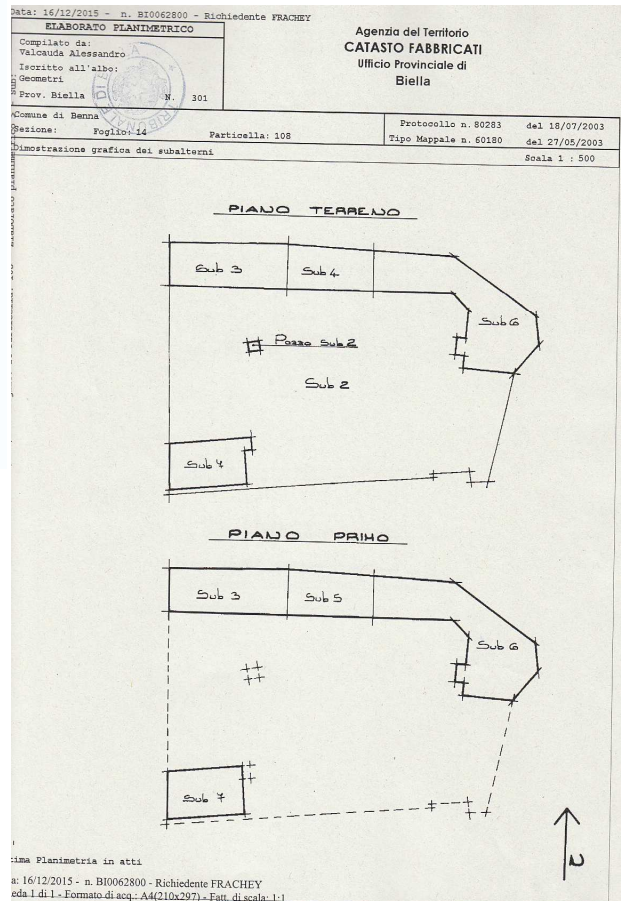 Data: 16/12/2015 - n. BI0062800 - Richiedente FRACHEY
ELABORATO PLANIMETRICO
Compilato da:
Valcauda Alessandro
Iscritto all'albo:
Geometri
Prov. Biella N. 301
Agenzia del Territorio
CATASTO FABBRICATI
Ufficio Provinciale di
Biella
Comune di Benna
Sezione: Foglio: 14 Particella: 108
Protocollo n. 80283 del 18/07/2003
Tipo Mappale n. 60180 del 27/05/2003
Dimostrazione grafica dei subalterni
Scala 1 : 500
PIANO TERRENO
Sub 3
Sub 4
Sub 6
Pozzo Sub 2
Sub 2
Sub 7
PIANO PRIMO
Sub 3
Sub 5
Sub 6
Sub 7
N
tima Planimetria in atti
a: 16/12/2015 - n. BI0062800 - Richiedente FRACHEY
eda 1 di 1 - Formato di acq.: A4(210x297) - Fatt. di scala: 1:1